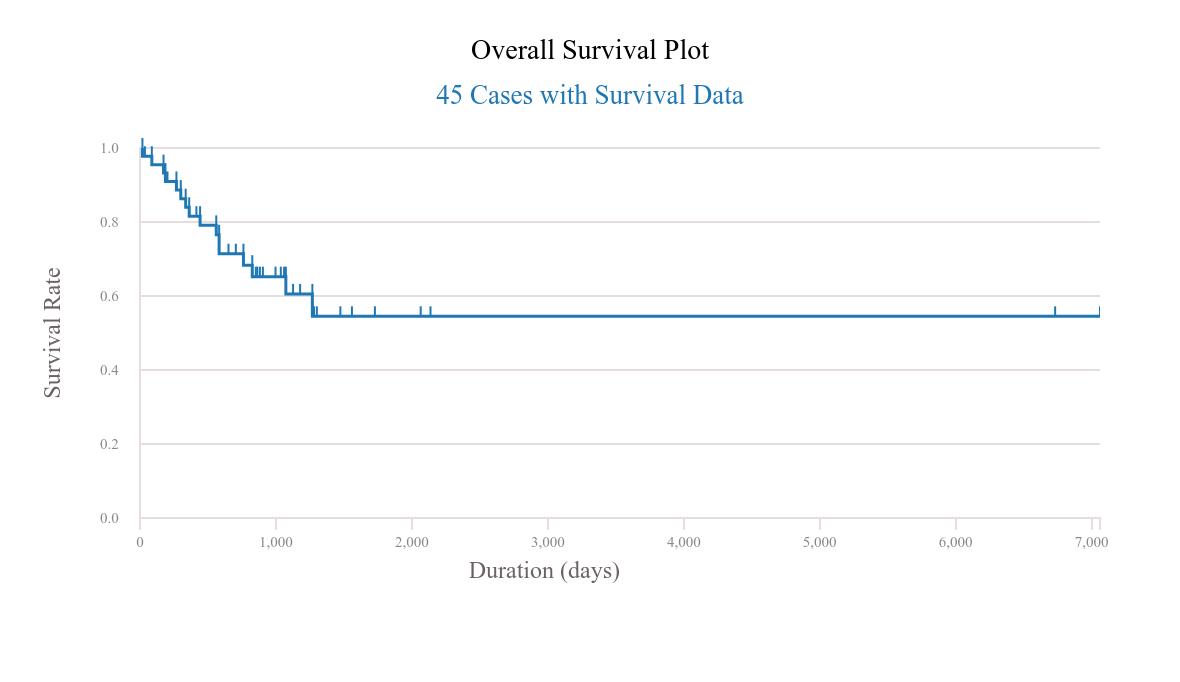 Overall Survival Plot
45 Cases with Survival Data
Survival Rate
1.0
0.8
0.6
0.4
0.2
0.0
0 1,000 2,000 3,000 4,000 5,000 6,000 7,000
Duration (days)